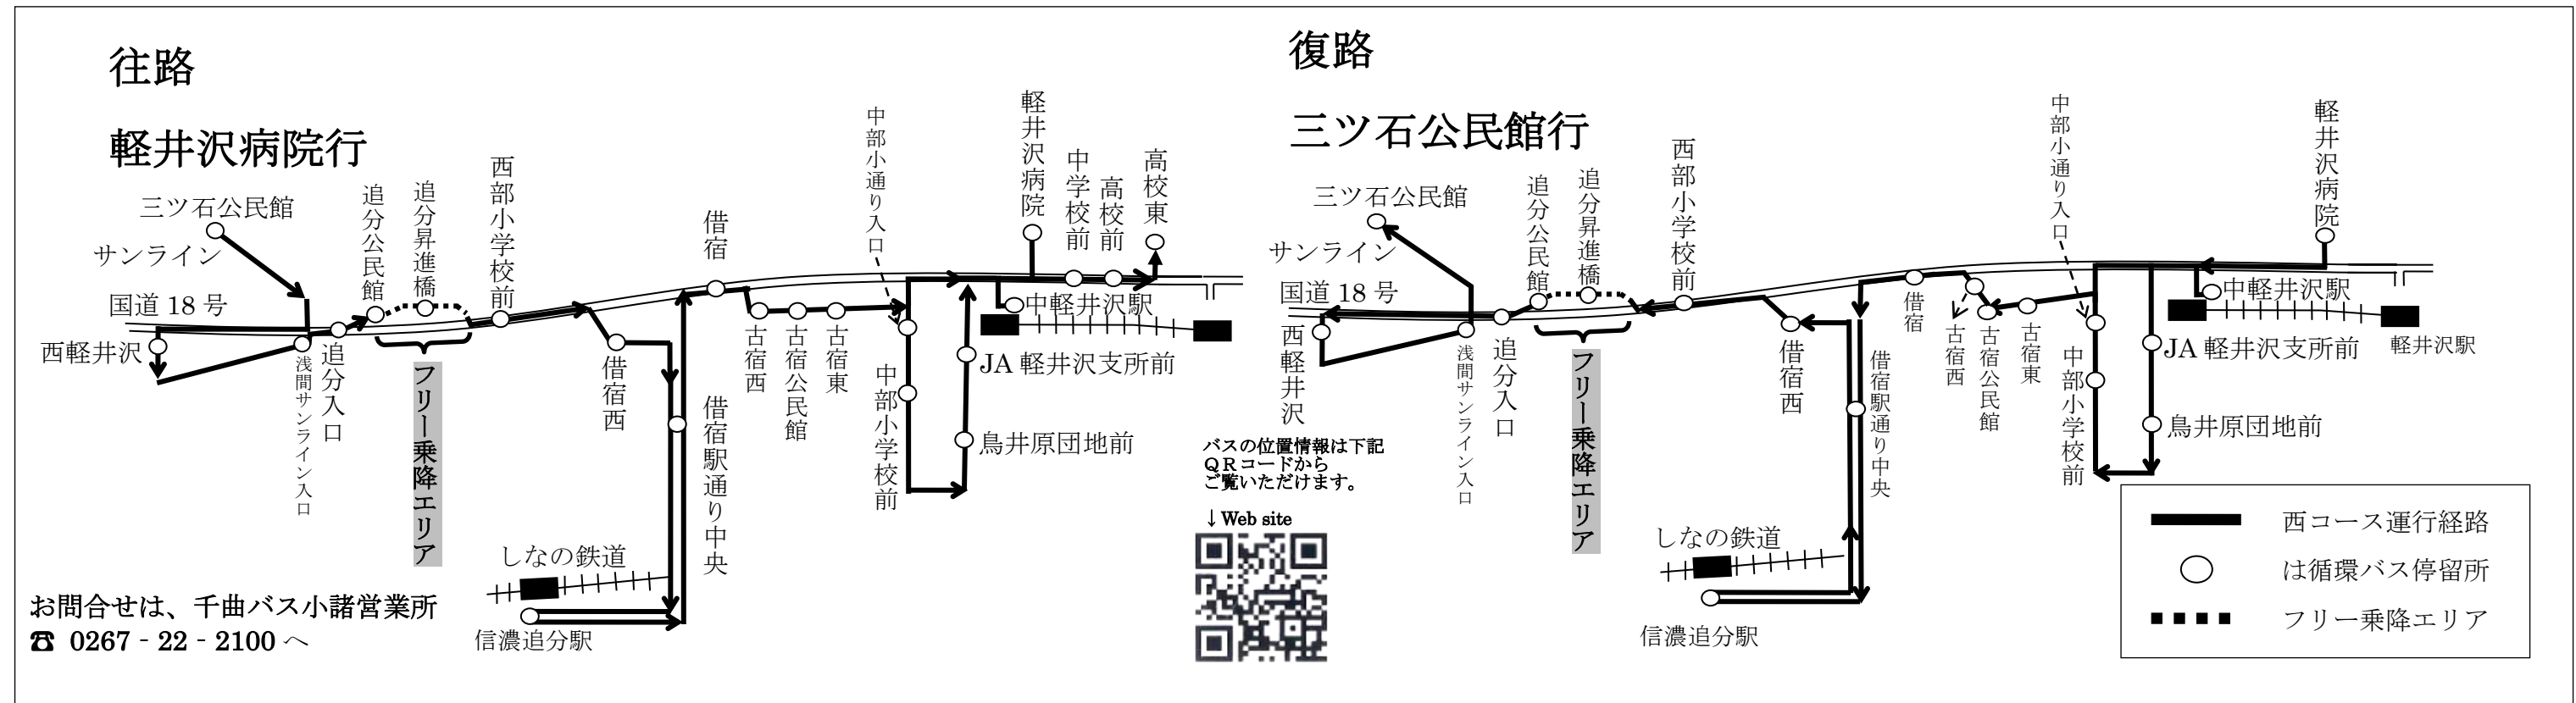 往路
軽井沢病院行
三ツ石公民館
サンライン
国道 18 号
西軽井沢
浅間サンライン入口
追分入口
追分公民館
追分昇進橋
フリー乗降エリア
西部小学校前
借宿西
借宿駅通り中央
しなの鉄道
信濃追分駅
借宿
古宿西
古宿公民館
古宿東
中部小通り入口
中部小学校前
鳥井原団地前
JA 軽井沢支所前
中軽井沢駅
軽井沢病院
中学校前
高校前
高校東
お問合せは、千曲バス小諸営業所
☎ 0267 - 22 - 2100 へ
バスの位置情報は下記
QRコードから
ご覧いただけます。
↓Web site
復路
三ツ石公民館行
三ツ石公民館
サンライン
国道 18 号
西軽井沢
浅間サンライン入口
追分入口
追分公民館
追分昇進橋
フリー乗降エリア
西部小学校前
借宿西
借宿駅通り中央
しなの鉄道
信濃追分駅
借宿
古宿西
古宿公民館
古宿東
中部小通り入口
中部小学校前
鳥井原団地前
JA 軽井沢支所前
中軽井沢駅
軽井沢駅
軽井沢病院
西コース運行経路
は循環バス停留所
フリー乗降エリア